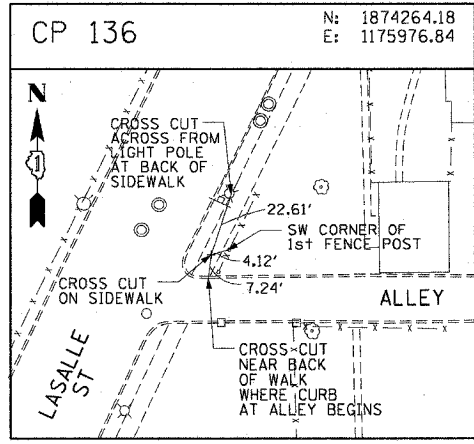 CP 136
N: 1874264.18
E: 1175976.84
N
1
CROSS CUT
ACROSS FROM
LIGHT POLE
AT BACK OF
SIDEWALK
22.61'
SW CORNER OF
1st FENCE POST
4.12'
7.24'
CROSS CUT
ON SIDEWALK
ALLEY
LASALLE
ST
CROSS CUT
NEAR BACK
OF WALK
WHERE CURB
AT ALLEY BEGINS